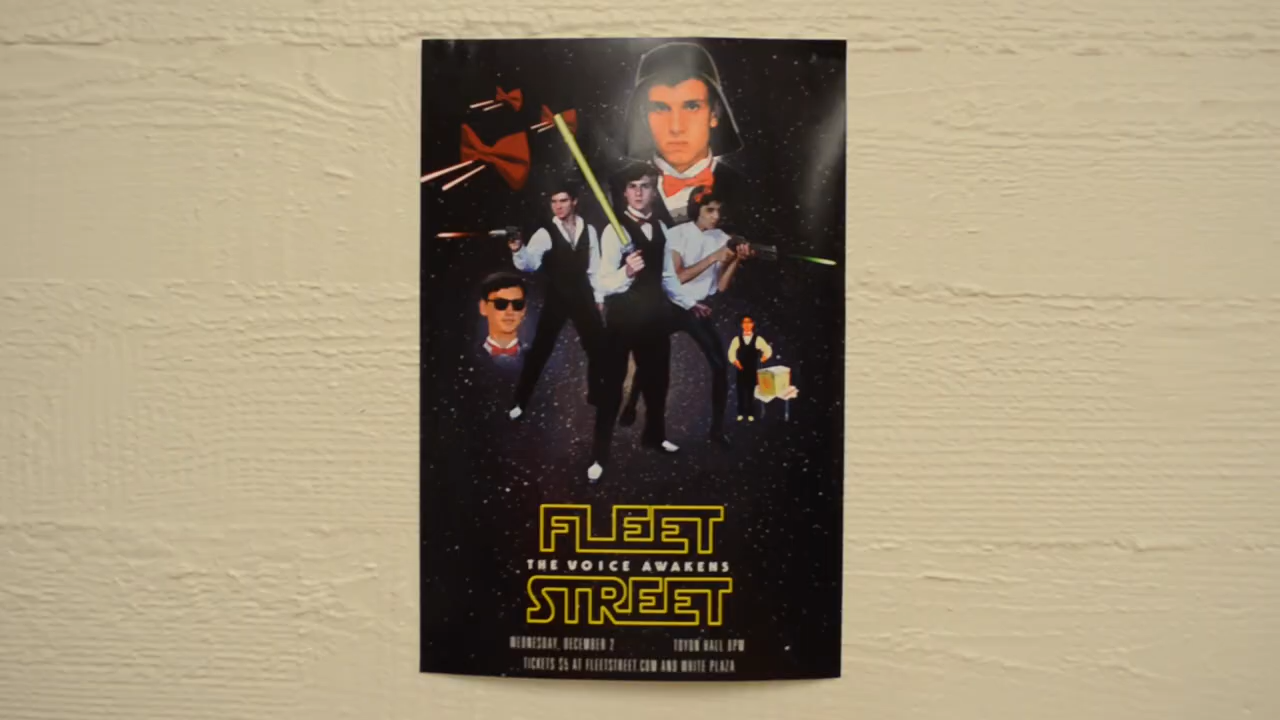 FLEET
THE VOICE AWAKENS
STREET
WEDNESDAY, DECEMBER 2 TOYON HALL 8PM
TICKETS $5 AT FLEETSTREET.COM AND WHITE PLAZA